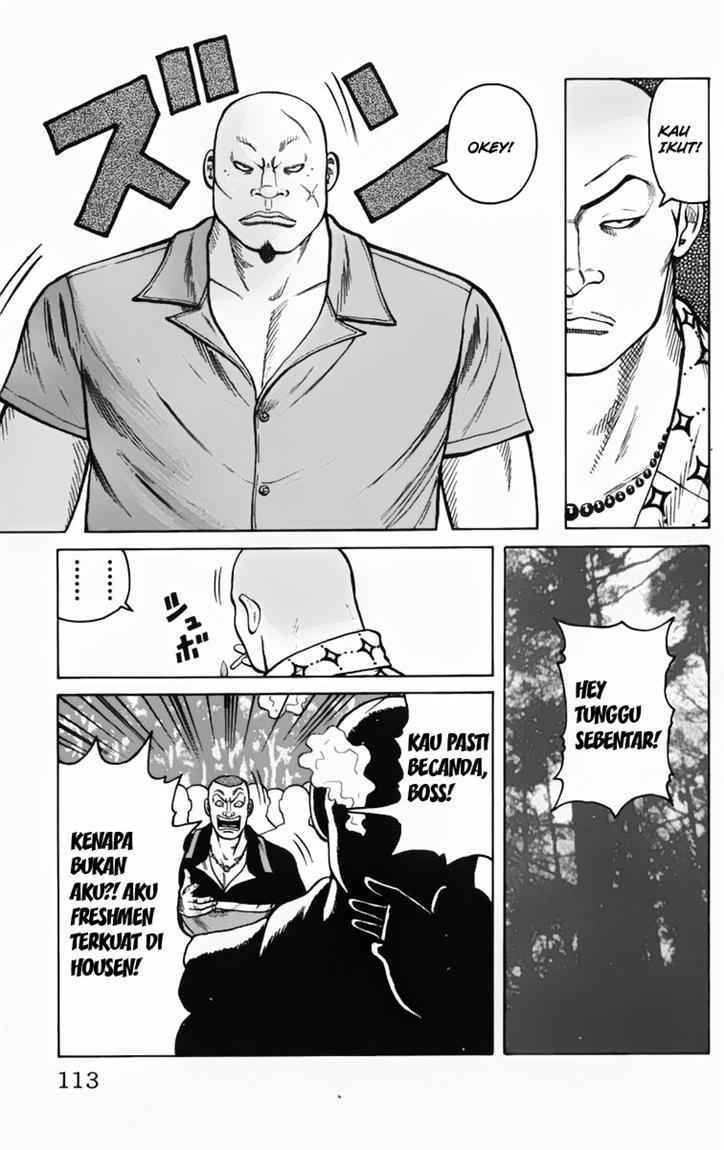 KAU
IKUT!
OKEY!
ズン
HEY
TUNGGU
SEBENTAR!
......
......
シュボ
KAU PASTI
BECANDA,
BOSS!
KENAPA
BUKAN
AKU?! AKU
FRESHMEN
TERKUAT DI
HOUSEN!
113